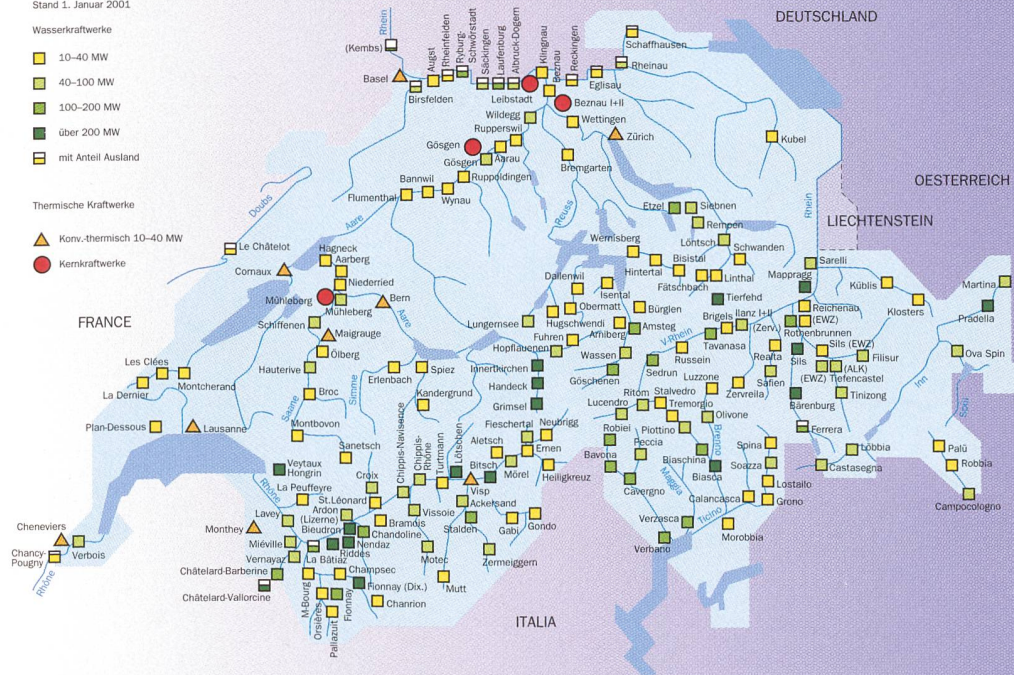 Stand 1. Januar 2001
Wasserkraftwerke
10–40 MW
40–100 MW
100–200 MW
über 200 MW
mit Anteil Ausland
Thermische Kraftwerke
Konv.-thermisch 10–40 MW
Kernkraftwerke
DEUTSCHLAND
OESTERREICH
LIECHTENSTEIN
FRANCE
ITALIA
Rhein
(Kembs)
Basel
Birsfelden
Augst
Rheinfelden
Ryburg-
Schwörstadt
Säckingen
Laufenburg
Albruck-Dogern
Leibstadt
Klingnau
Beznau
Reckingen
Eglisau
Schaffhausen
Rheinau
Beznau I+II
Wettingen
Zürich
Wildegg
Rupperswil
Gösgen
Gösgen
Aarau
Ruppoldingen
Bannwil
Flumenthal
Wynau
Bremgarten
Kubel
Doubs
Aare
Reuss
Rhein
Le Châtelot
Cornaux
Hagneck
Aarberg
Niederried
Mühleberg
Mühleberg
Bern
Aare
Schiffenen
Maigrauge
Ölberg
Hauterive
Broc
Montbovon
Saane
Simme
Les Clées
Montcherand
La Dernier
Plan-Dessous
Lausanne
Etzel
Siebnen
Rempen
Löntsch
Schwanden
Wernisberg
Bisistal
Hintertal
Fätschbach
Linthal
Tierfehd
Dallenwil
Isental
Obermatt
Bürglen
Hugschwendi
Lungernsee
Arniberg
Amsteg
Fuhren
Hopflauenen
Wassen
Göschenen
Innertkirchen
Handeck
Grimsel
Erlenbach
Spiez
Kandergrund
V-Rhein
Brigels
Ilanz I+II
(Zerv.)
Tavanasa
Russein
Sedrun
Realta
Safien
Zervreila
Luzzone
Sarelli
Mapragg
Reichenau
(EWZ)
Rothenbrunnen
Sils (EWZ)
Sils
Filisur
(ALK)
(EWZ) Tiefencastel
Tinizong
Bärenburg
Ferrera
Löbbia
Castasegna
Küblis
Klosters
Martina
Pradella
Ova Spin
Inn
Spöl
Palü
Robbia
Campocologno
Ritom
Stalvedro
Tremorgio
Lucendro
Piottino
Olivone
Robiei
Peccia
Bavona
Cavergno
Biaschina
Biasca
Brenno
Maggia
Ticino
Spina
Soazza
Lostallo
Grono
Calancasca
Morobbia
Verzasca
Verbano
Fieschertal
Neubrigg
Ernen
Heiligkreuz
Aletsch
Mörel
Bitsch
Lötschen
Turtmann
Chippis-
Rhône
Chippis-Navisence
Sanetsch
Croix
Visp
Ackersand
Stalden
Gabi
Gondo
Zermeiggern
Vissoie
Motec
Mutt
Veytaux
Hongrin
Rhône
La Peuffeyre
St.Léonard
Lavey
Ardon
(Lizerne)
Bieudron
Bramois
Chandoline
Nendaz
Riddes
Monthey
Miéville
Vernayaz
La Bâtiaz
Champsec
Châtelard-Barberine
Châtelard-Vallorcine
M-Bourg
Orsières
Pallazuit
Fionnay
Fionnay (Dix.)
Chanrion
Cheneviers
Verbois
Chancy-
Pougny
Rhône